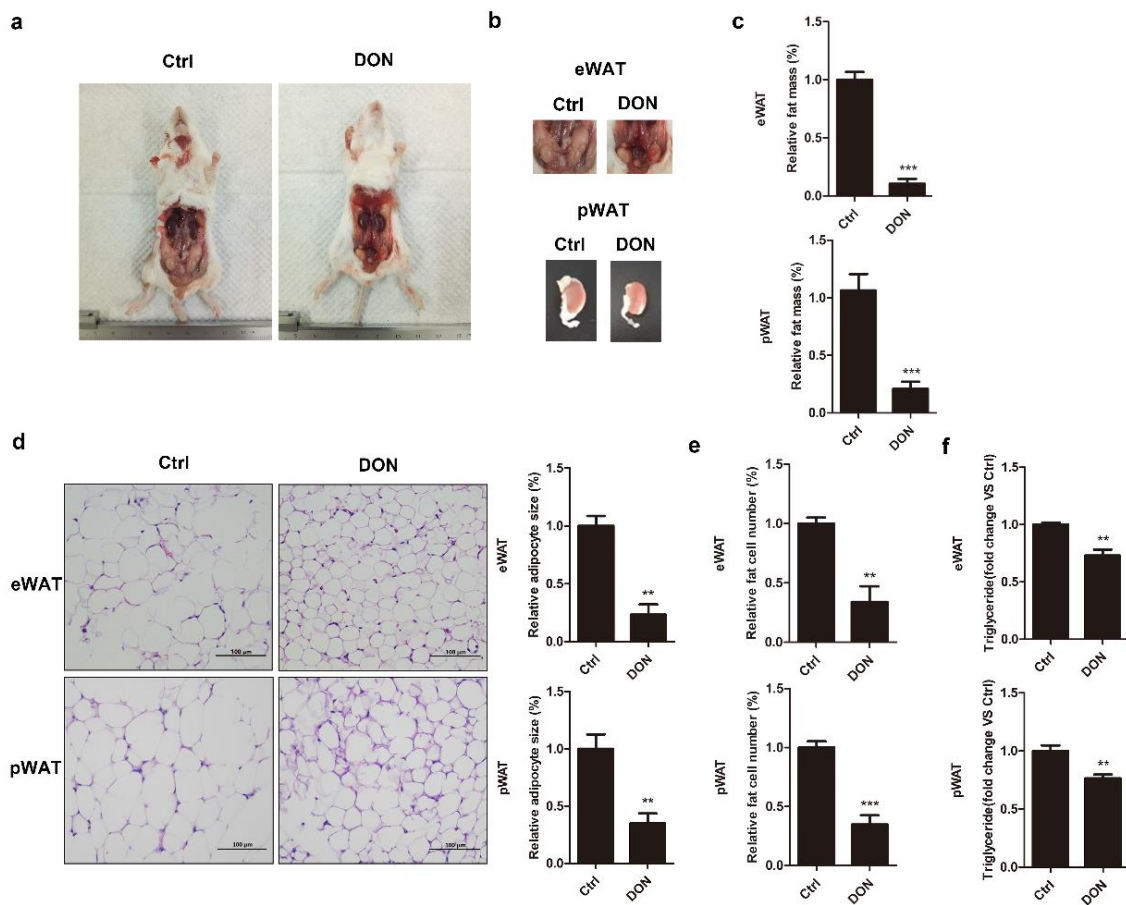 a
Ctrl
DON
b
eWAT
Ctrl
DON
pWAT
Ctrl
DON
c
eWAT
Relative fat mass (%)
1.5
1.0
0.5
0.0
***
Ctrl
DON
pWAT
Relative fat mass (%)
1.5
1.0
0.5
0.0
***
Ctrl
DON
d
Ctrl
DON
eWAT
100 μm
100 μm
pWAT
100 μm
100 μm
eWAT
Relative adipocyte size (%)
1.5
1.0
0.5
0.0
**
Ctrl
DON
pWAT
Relative adipocyte size (%)
1.5
1.0
0.5
0.0
**
Ctrl
DON
e
eWAT
Relative fat cell number (%)
1.5
1.0
0.5
0.0
**
Ctrl
DON
pWAT
Relative fat cell number (%)
1.5
1.0
0.5
0.0
***
Ctrl
DON
f
eWAT
Triglyceride(fold change VS Ctrl)
1.5
1.0
0.5
0.0
**
Ctrl
DON
pWAT
Triglyceride(fold change VS Ctrl)
1.5
1.0
0.5
0.0
**
Ctrl
DON